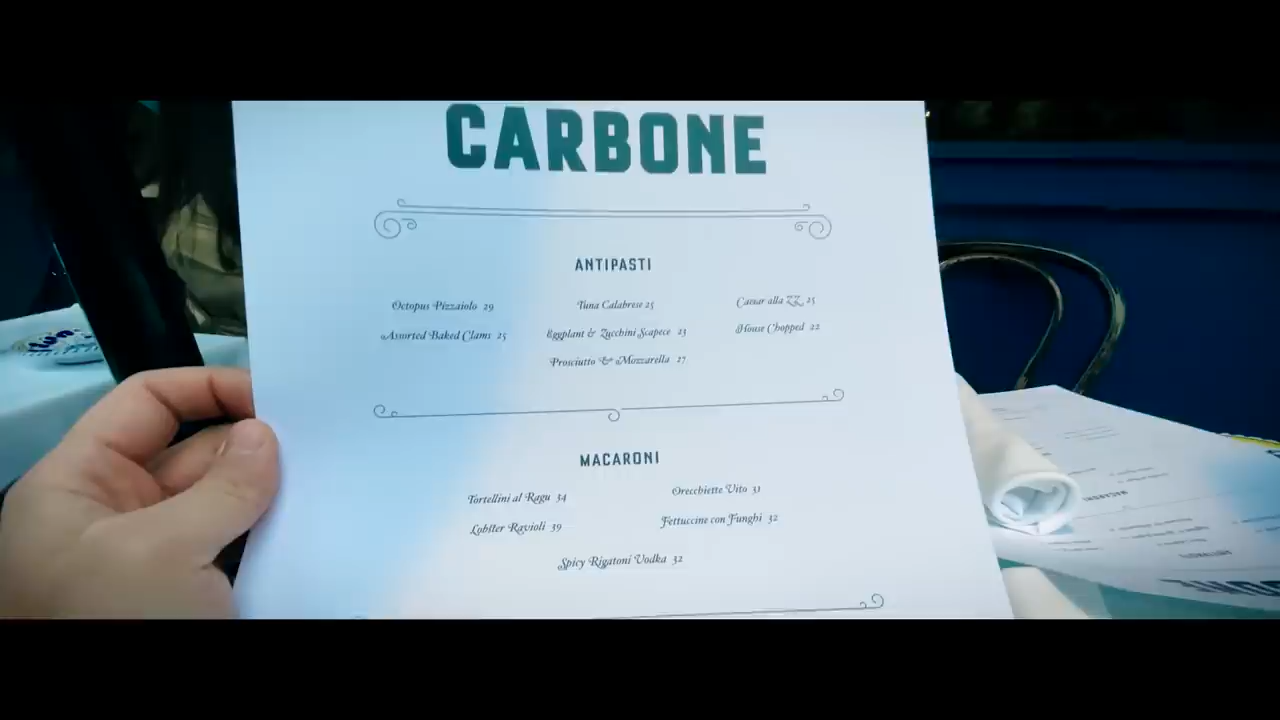 CARBONE
ANTIPASTI
Octopus Pizzaiolo 29
Tuna Calabrese 25
Caesar alla ZZ 25
Assorted Baked Clams 25
Eggplant & Zucchini Scapece 23
House Chopped 22
Prosciutto & Mozzarella 27
MACARONI
Tortellini al Ragu 34
Orecchiette Vito 31
Lobster Ravioli 39
Fettuccine con Funghi 32
Spicy Rigatoni Vodka 32
MACARONI
ANTIPASTI